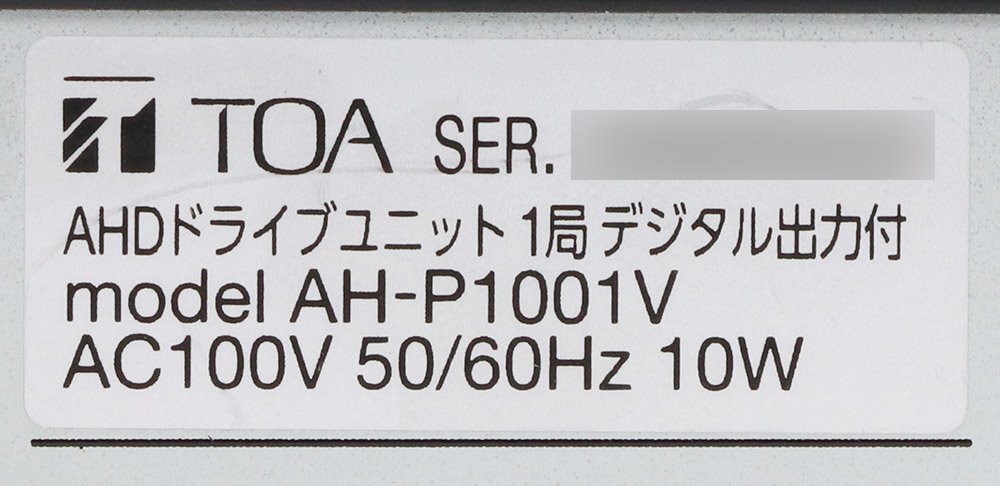 TOA SER.
AHDドライブユニット 1局 デジタル出力付
model AH-P1001V
AC100V 50/60Hz 10W